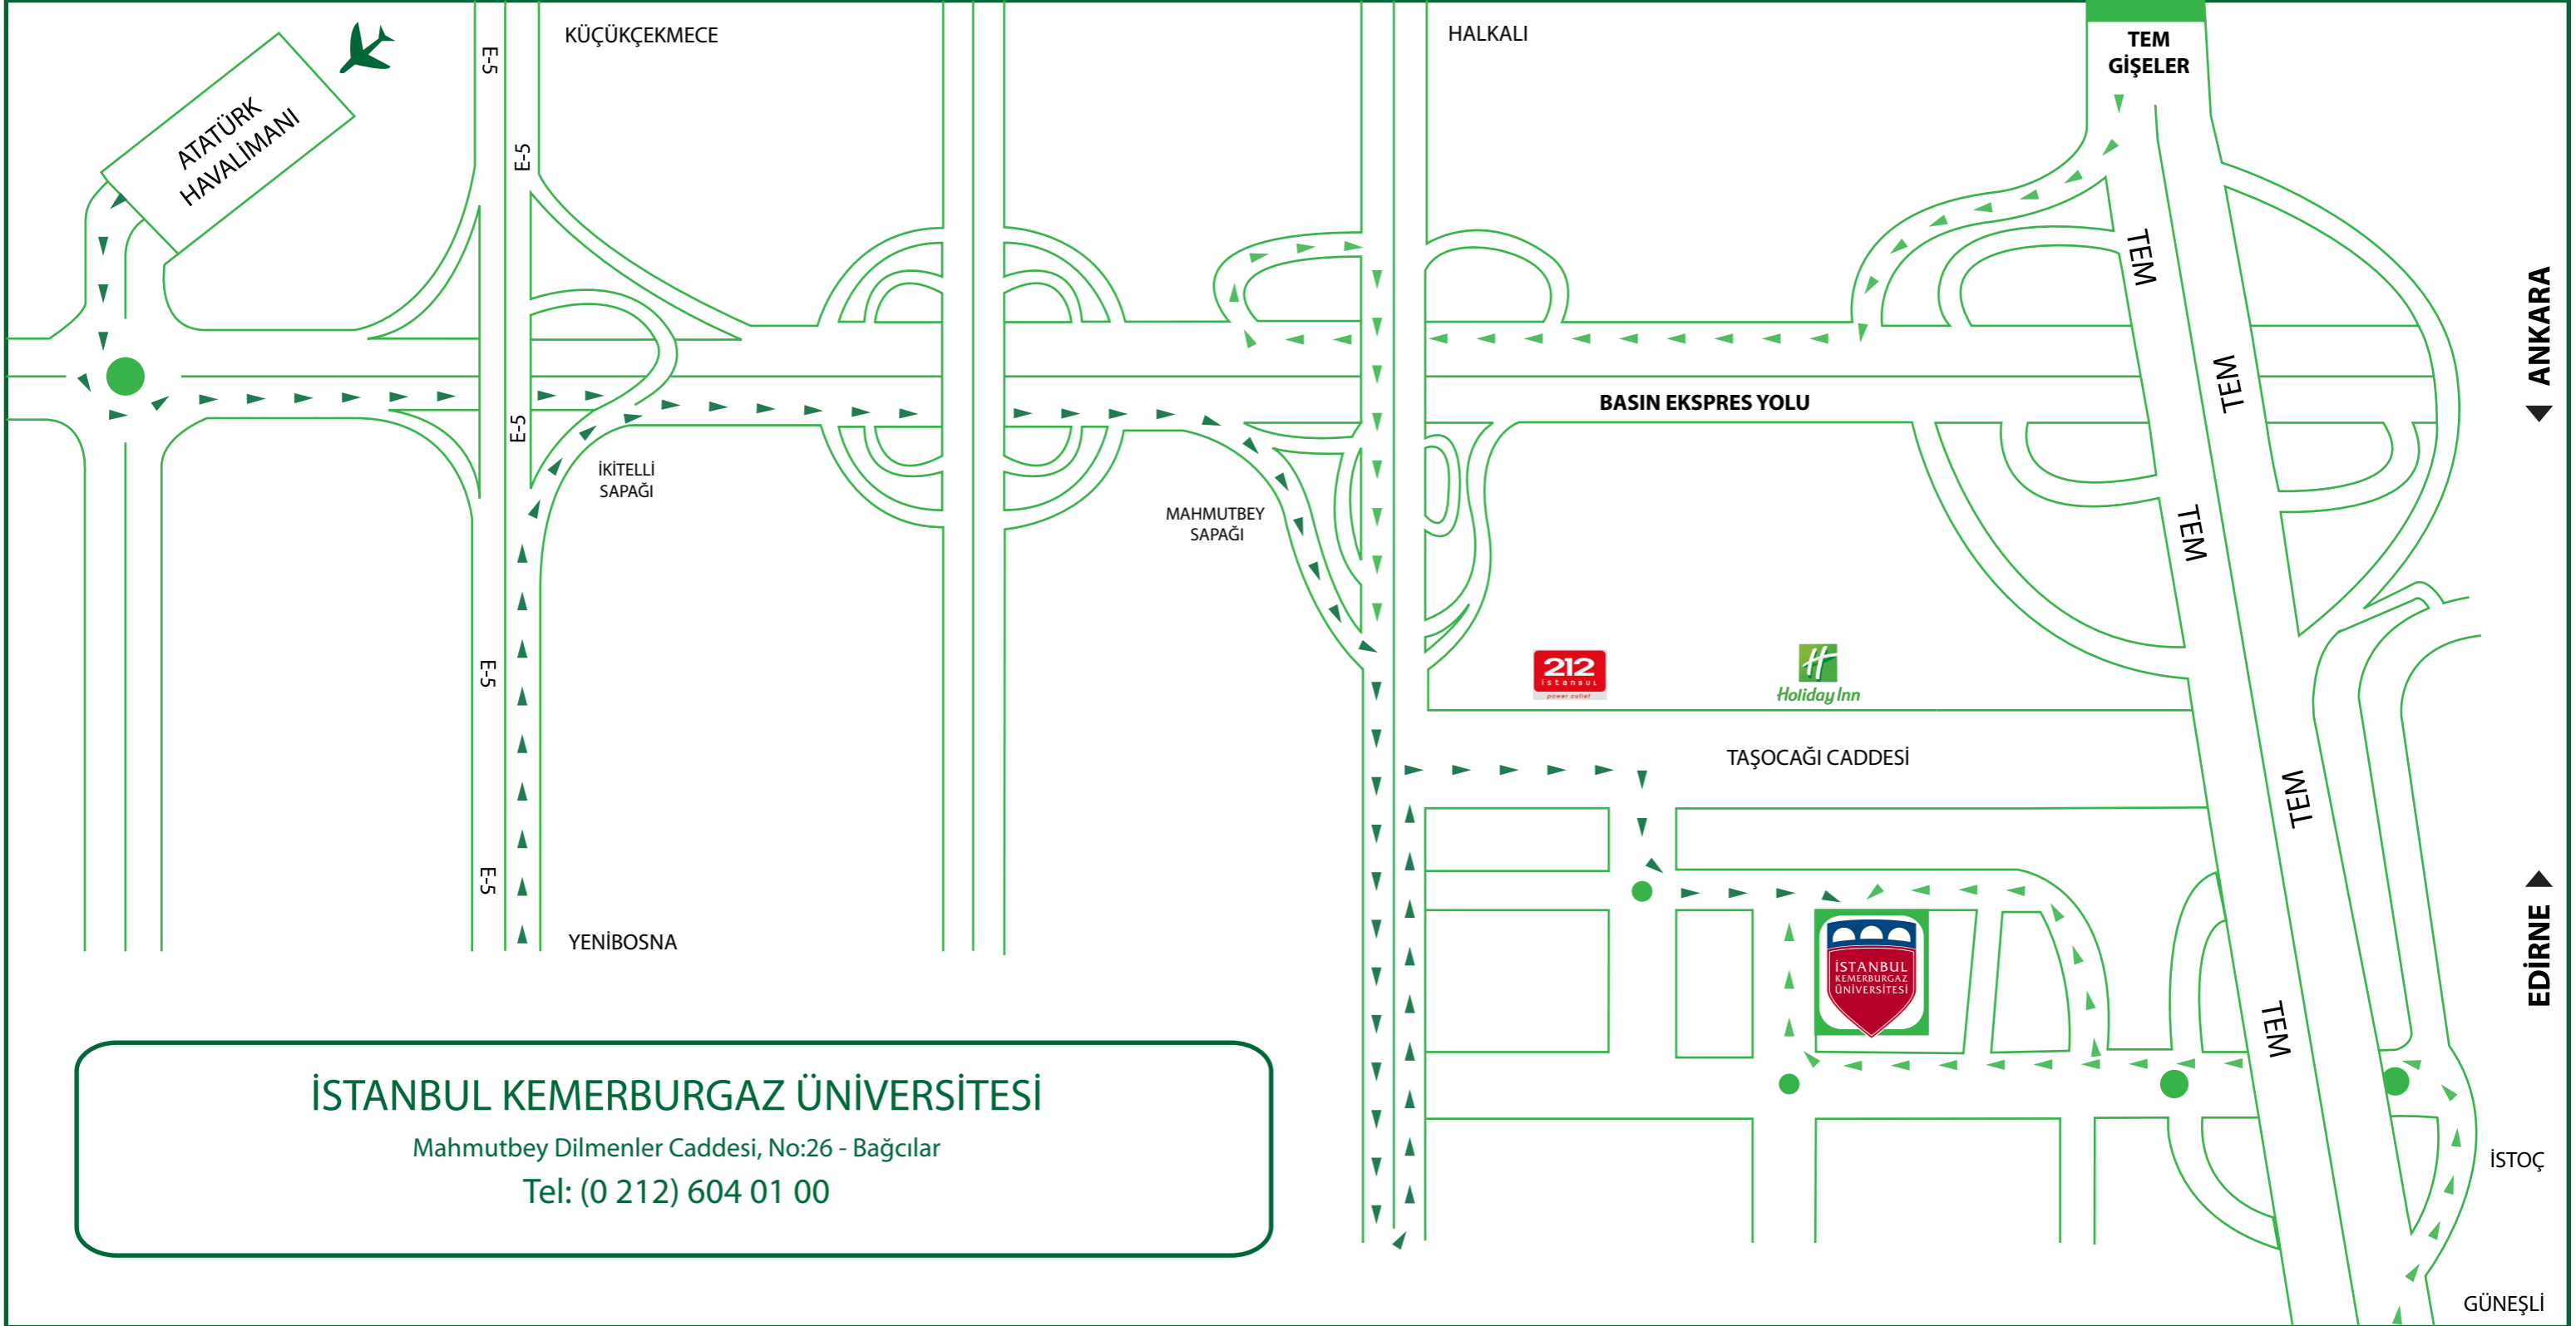 KÜÇÜKÇEKMECE
HALKALI
TEM
GİŞELER
E-5
E-5
ATATÜRK
HAVALİMANI
TEM
ANKARA
TEM
BASIN EKSPRES YOLU
E-5
İKİTELLİ
SAPAĞI
MAHMUTBEY
SAPAĞI
TEM
E-5
212
istanbul
power outlet
H
Holiday Inn
TAŞOCAĞI CADDESİ
TEM
E-5
YENİBOSNA
EDİRNE
İSTANBUL
KEMERBURGAZ
ÜNİVERSİTESİ
TEM
İSTANBUL KEMERBURGAZ ÜNİVERSİTESİ
Mahmutbey Dilmenler Caddesi, No:26 - Bağcılar
Tel: (0 212) 604 01 00
İSTOÇ
GÜNEŞLİ